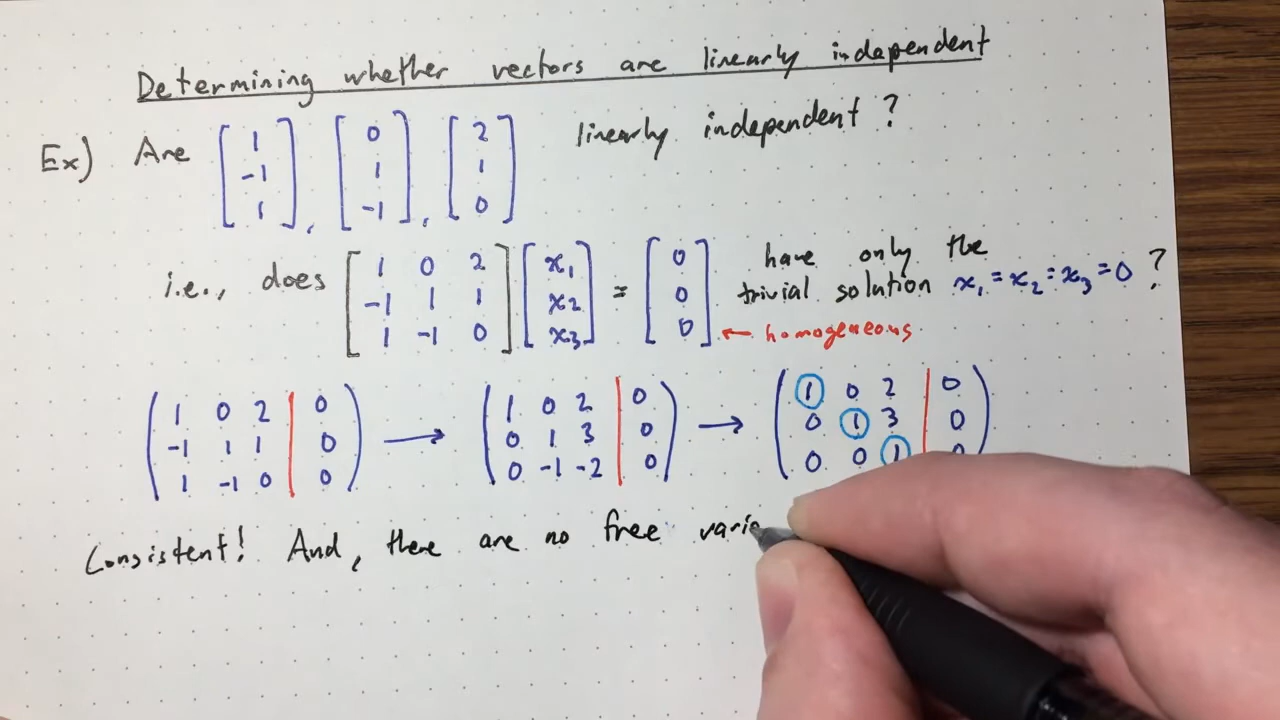 Determining whether vectors are linearly independent
Ex) Are [1 -1 1], [0 1 -1], [2 1 0] linearly independent?
i.e., does [1 0 2 -1 1 1 1 -1 0] [x₁ x₂ x₃] = [0 0 0] have only the trivial solution x₁ = x₂ = x₃ = 0 ?
← homogeneous
( 1 0 2 | 0 → ( 1 0 2 | 0 → ( 1 0 2 | 0
-1 1 1 | 0 0 1 3 | 0 0 1 3 | 0
1 -1 0 | 0 ) 0 -1 -2 | 0 ) 0 0 1 | 0 )
Consistent! And, there are no free varia